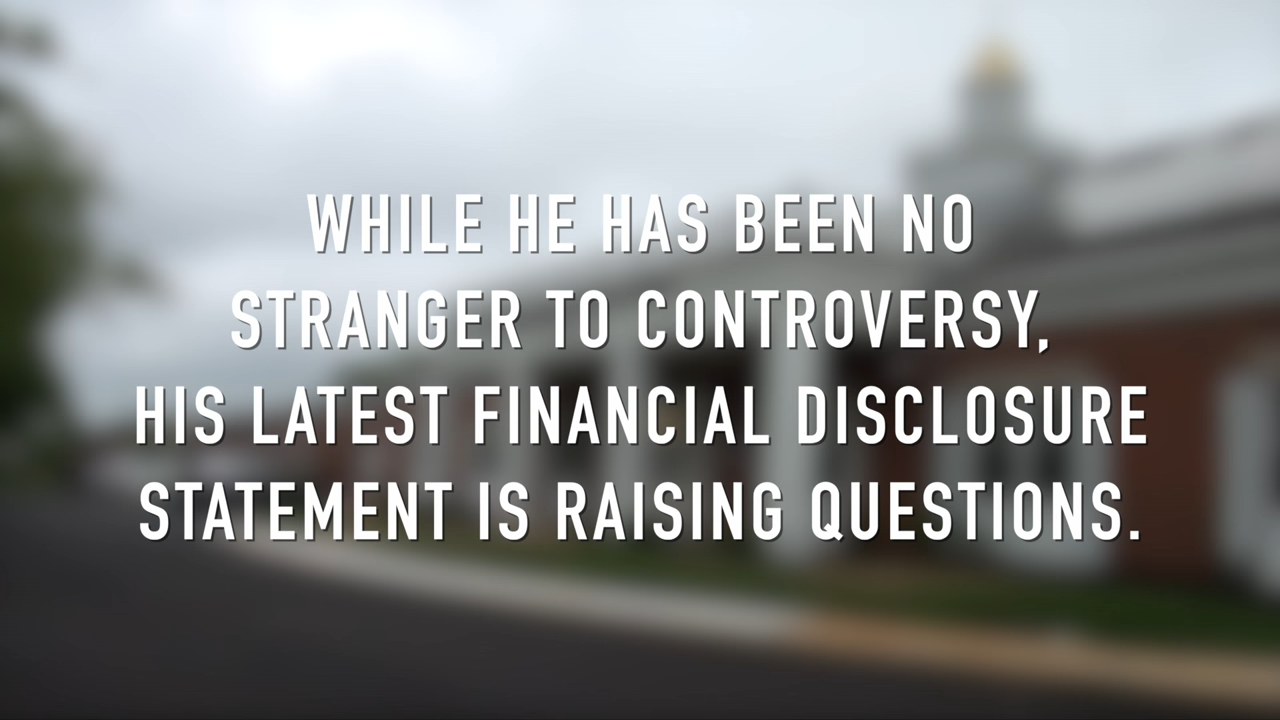 WHILE HE HAS BEEN NO
STRANGER TO CONTROVERSY,
HIS LATEST FINANCIAL DISCLOSURE
STATEMENT IS RAISING QUESTIONS.